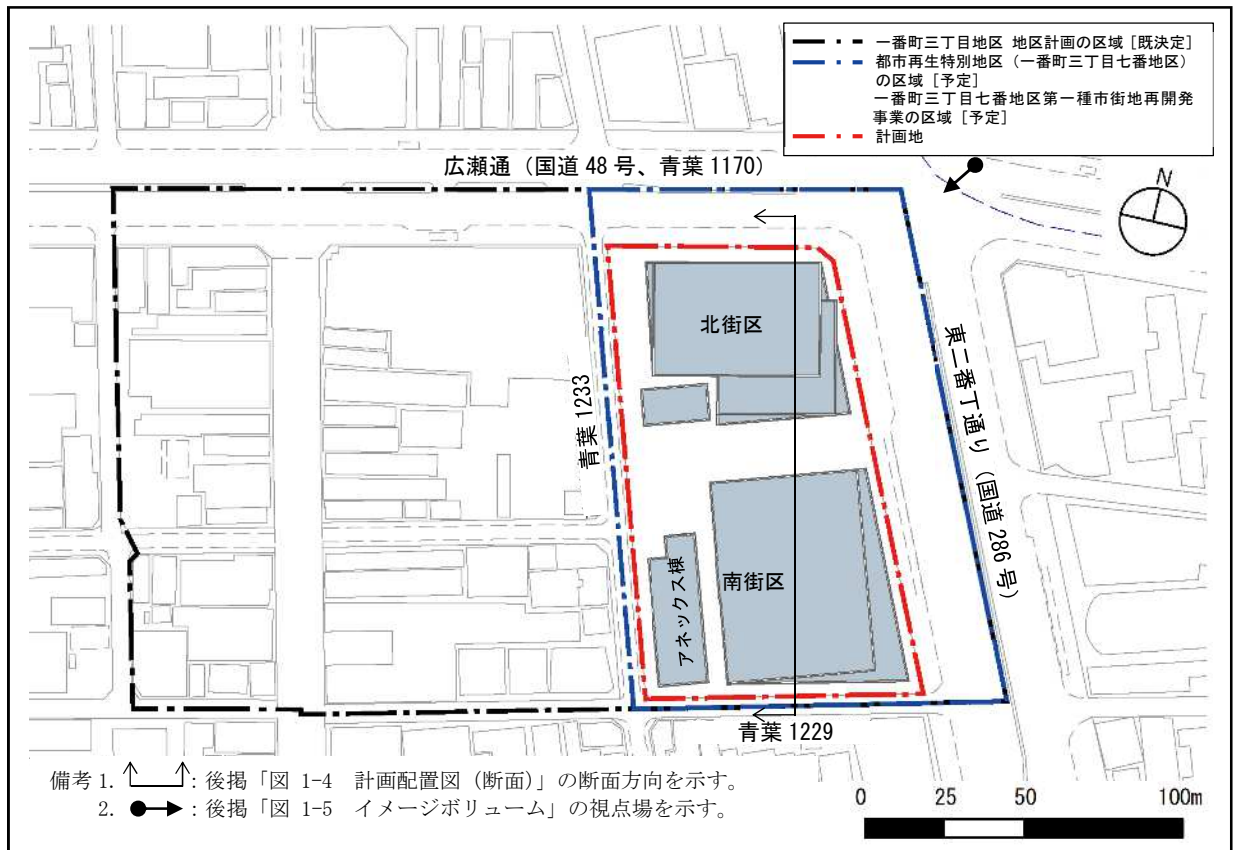 一番町三丁目地区 地区計画の区域［既決定］
都市再生特別地区（一番町三丁目七番地区）
の区域［予定］
一番町三丁目七番地区第一種市街地再開発
事業の区域［予定］
計画地
広瀬通（国道 48 号、青葉 1170）
N
北街区
東二番丁通り（国道 286 号）
青葉 1233
南街区
アネックス棟
青葉 1229
備考 1. ：後掲「図 1-4 計画配置図（断面）」の断面方向を示す。
2. ：後掲「図 1-5 イメージボリューム」の視点場を示す。
0 25 50 100m